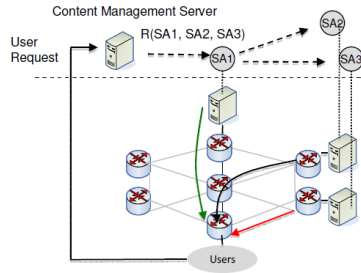 Content Management Server
User
Request
R(SA1, SA2, SA3)
SA2
SA1
SA3
Users